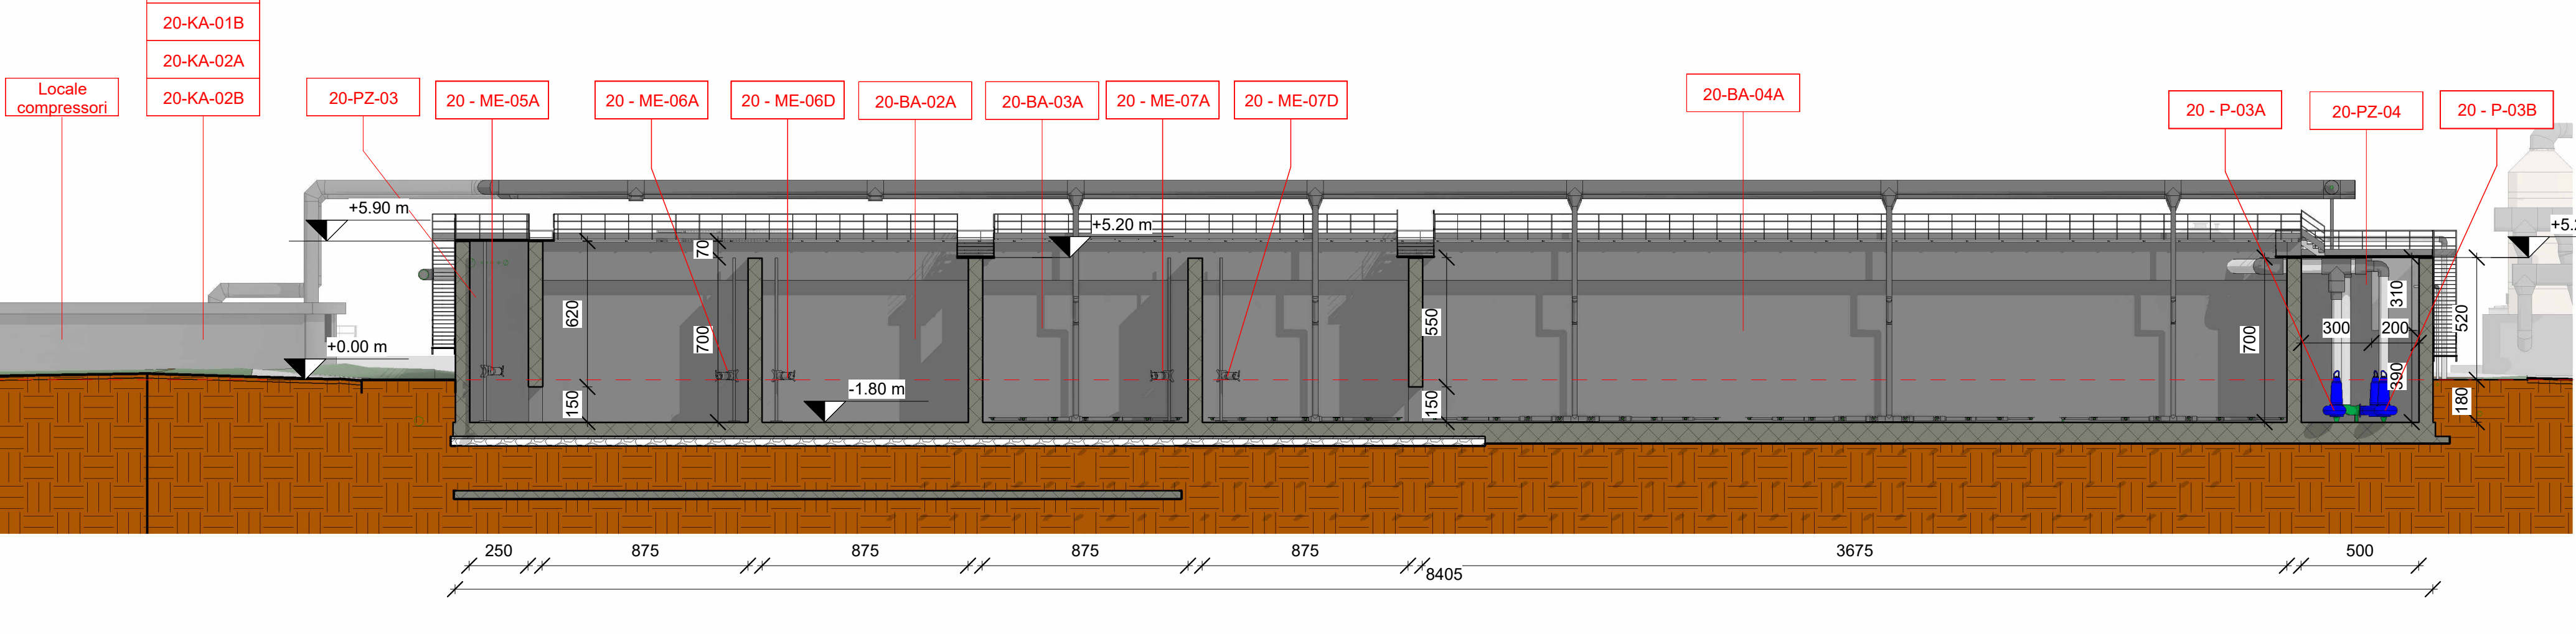 20-KA-01B
20-KA-02A
20-KA-02B
Locale
compressori
20-PZ-03
20 - ME-05A
20 - ME-06A
20 - ME-06D
20-BA-02A
20-BA-03A
20 - ME-07A
20 - ME-07D
20-BA-04A
20 - P-03A
20-PZ-04
20 - P-03B
+5.90 m
+5.20 m
+5.2
+0.00 m
-1.80 m
70
620
700
150
550
150
700
300
200
310
390
520
180
250
875
875
875
875
3675
500
8405